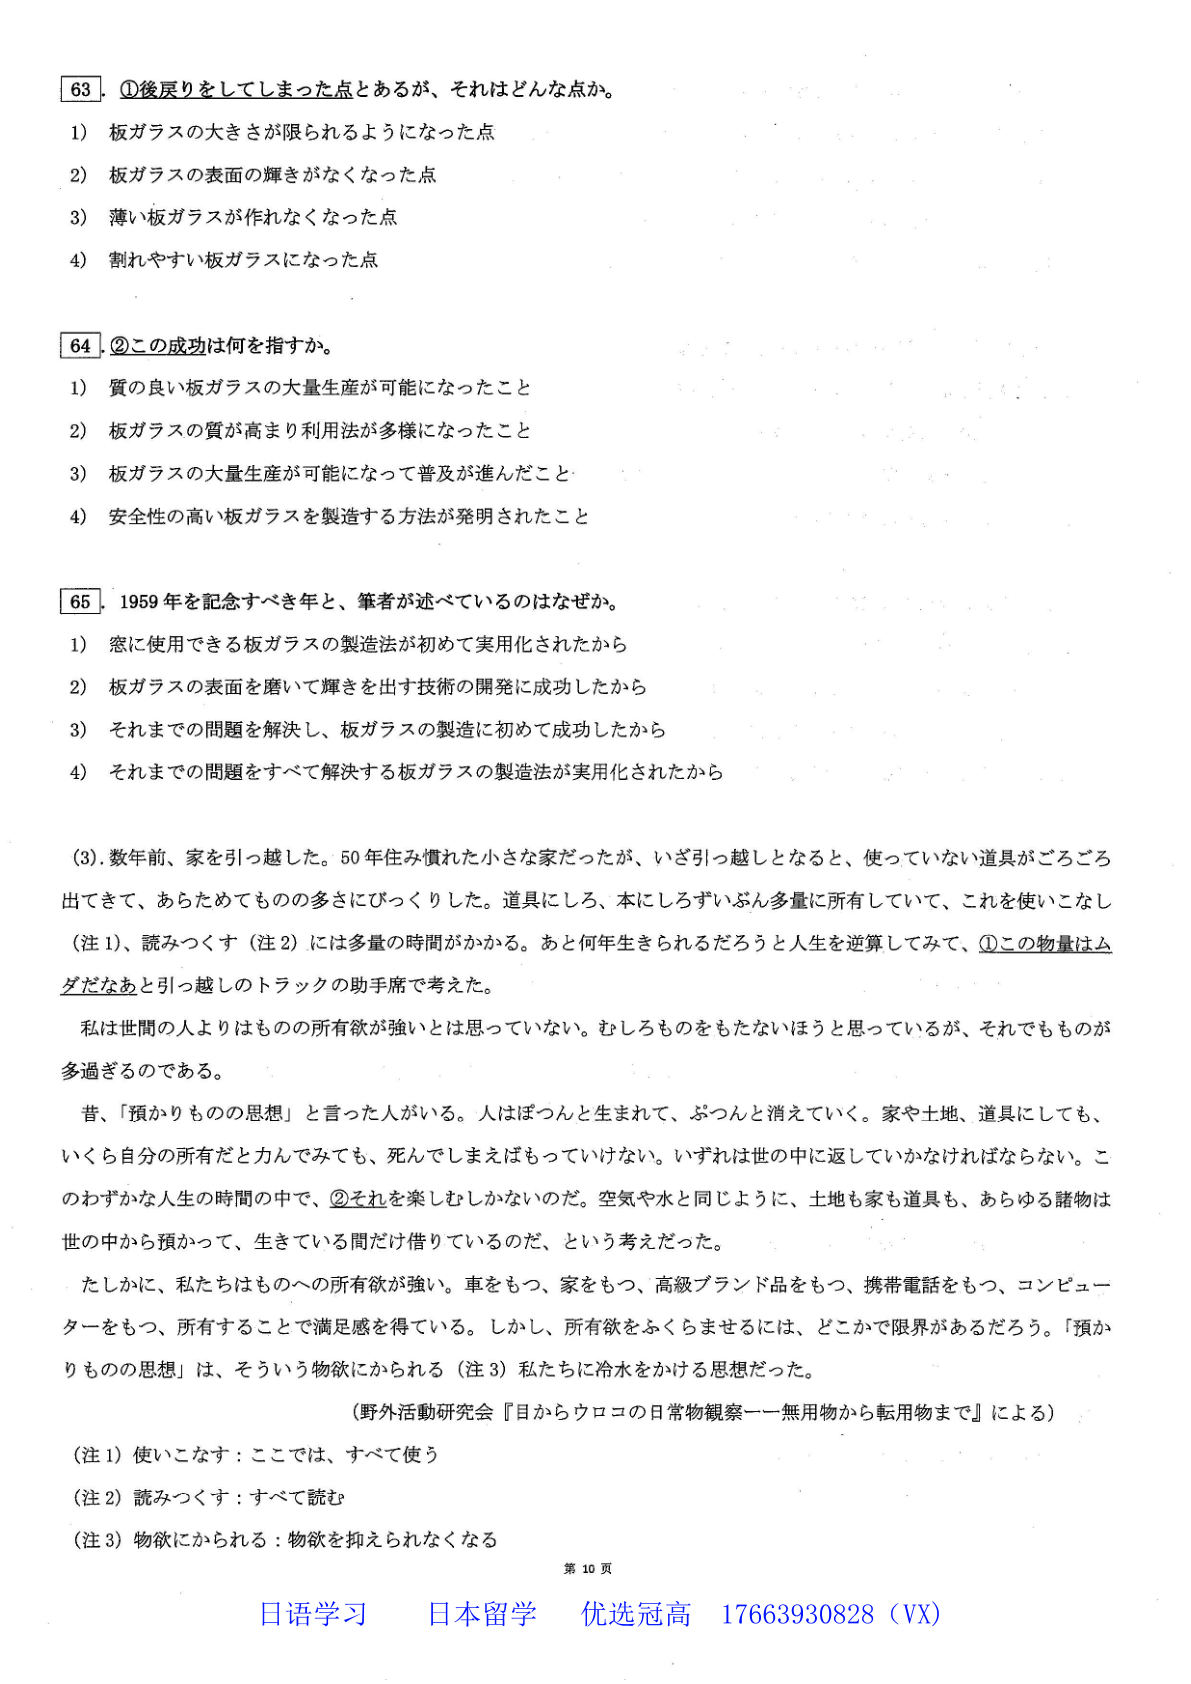 63. ①後戻りをしてしまった点とあるが、それはどんな点か。
1) 板ガラスの大きさが限られるようになった点
2) 板ガラスの表面の輝きがなくなった点
3) 薄い板ガラスが作れなくなった点
4) 割れやすい板ガラスになった点
64. ②この成功は何を指すか。
1) 質の良い板ガラスの大量生産が可能になったこと
2) 板ガラスの質が高まり利用法が多様になったこと
3) 板ガラスの大量生産が可能になって普及が進んだこと
4) 安全性の高い板ガラスを製造する方法が発明されたこと
65. 1959年を記念すべき年と、筆者が述べているのはなぜか。
1) 窓に使用できる板ガラスの製造法が初めて実用化されたから
2) 板ガラスの表面を磨いて輝きを出す技術の開発に成功したから
3) それまでの問題を解決し、板ガラスの製造に初めて成功したから
4) それまでの問題をすべて解決する板ガラスの製造法が実用化されたから
(3). 数年前、家を引っ越した。50年住み慣れた小さな家だったが、いざ引っ越しとなると、使っていない道具がごろごろ
出てきて、あらためてものの多さにびっくりした。道具にしろ、本にしろずいぶん多量に所有していて、これを使いこなし
（注1）、読みつくす（注2）には多量の時間がかかる。あと何年生きられるだろうと人生を逆算してみて、①この物量はム
ダだなあと引っ越しのトラックの助手席で考えた。
私は世間の人よりはものの所有欲が強いとは思っていない。むしろものをもたないほうと思っているが、それでもものが
多過ぎるのである。
昔、「預かりものの思想」と言った人がいる。人はぽつんと生まれて、ぷつんと消えていく。家や土地、道具にしても、
いくら自分の所有だと力んでみても、死んでしまえばもっていけない。いずれは世の中に返していかなければならない。こ
のわずかな人生の時間の中で、②それを楽しむしかないのだ。空気や水と同じように、土地も家も道具も、あらゆる諸物は
世の中から預かって、生きている間だけ借りているのだ、という考えだった。
たしかに、私たちはものへの所有欲が強い。車をもつ、家をもつ、高級ブランド品をもつ、携帯電話をもつ、コンピュー
ターをもつ、所有することで満足感を得ている。しかし、所有欲をふくらませるには、どこかで限界があるだろう。「預か
りものの思想」は、そういう物欲にかられる（注3）私たちに冷水をかける思想だった。
（野外活動研究会『目からウロコの日常物観察ーー無用物から転用物まで』による）
（注1）使いこなす：ここでは、すべて使う
（注2）読みつくす：すべて読む
（注3）物欲にかられる：物欲を抑えられなくなる
第 10 页
日语学习 日本留学 优选冠高 17663930828（VX)